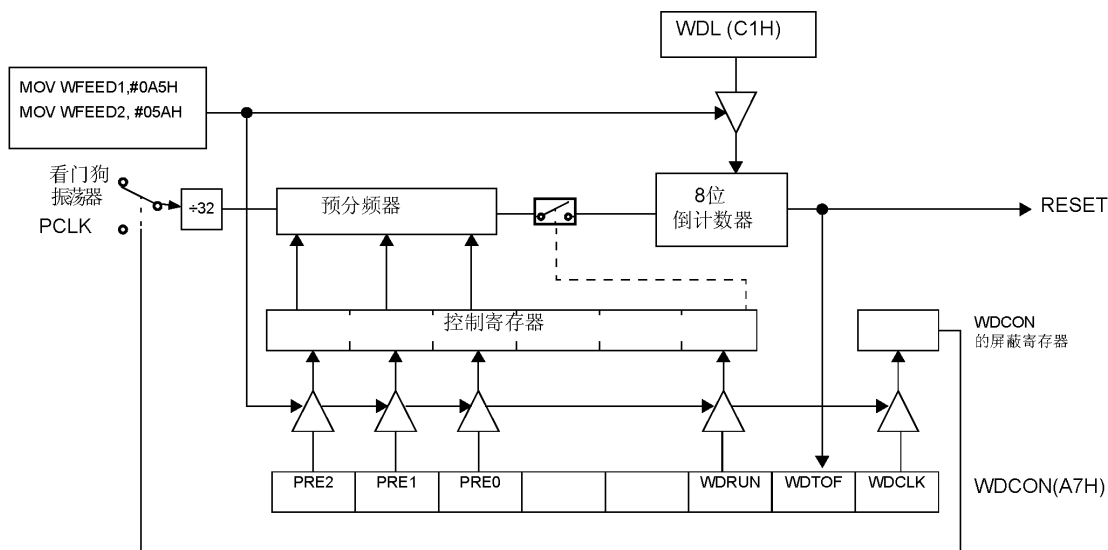 WDL (C1H)
MOV WFEED1,#0A5H
MOV WFEED2, #05AH
看门狗
振荡器
PCLK
÷32
预分频器
8位
倒计数器
RESET
控制寄存器
WDCON
的屏蔽寄存器
PRE2 PRE1 PRE0 WDRUN WDTOF WDCLK
WDCON(A7H)